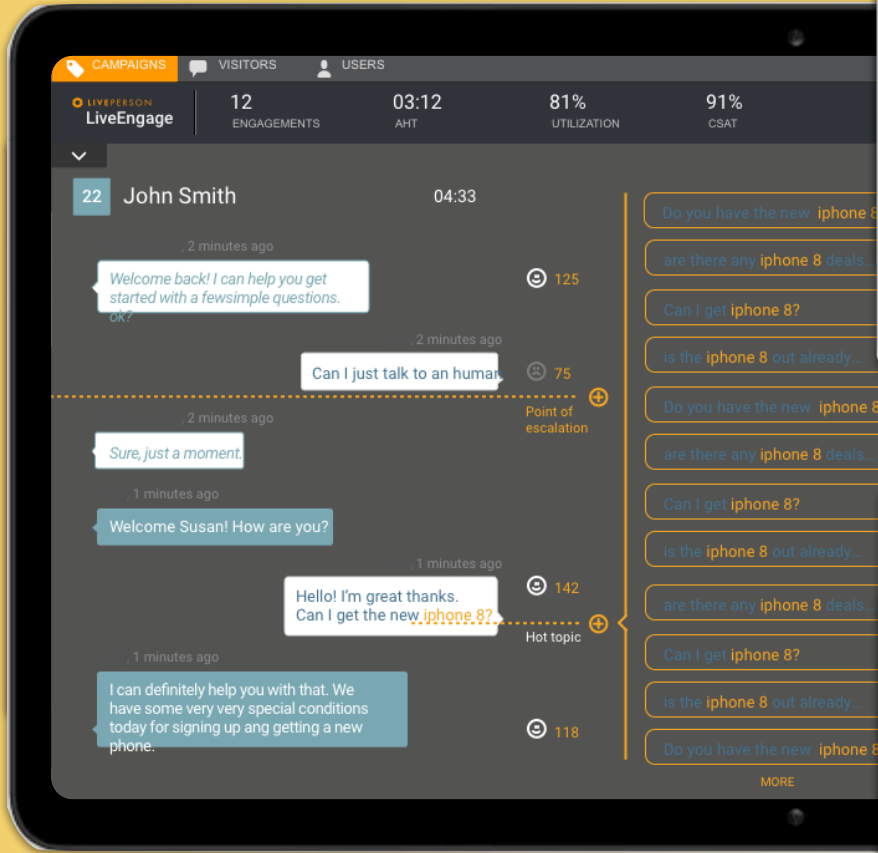 CAMPAIGNS
VISITORS
USERS
LIVEPERSON
LiveEngage
12
ENGAGEMENTS
03:12
AHT
81%
UTILIZATION
91%
CSAT
22
John Smith
04:33
, 2 minutes ago
Welcome back! I can help you get
started with a fewsimple questions.
ok?
125
, 2 minutes ago
Can I just talk to an human
75
Point of
escalation
, 2 minutes ago
Sure, just a moment.
, 1 minutes ago
Welcome Susan! How are you?
, 1 minutes ago
Hello! I'm great thanks.
Can I get the new iphone 8?
142
Hot topic
, 1 minutes ago
I can definitely help you with that. We
have some very very special conditions
today for signing up ang getting a new
phone.
118
Do you have the new iphone 8
are there any iphone 8 deals...
Can I get iphone 8?
is the iphone 8 out already...
Do you have the new iphone 8
are there any iphone 8 deals...
Can I get iphone 8?
is the iphone 8 out already...
are there any iphone 8 deals...
Can I get iphone 8?
is the iphone 8 out already...
Do you have the new iphone 8
MORE